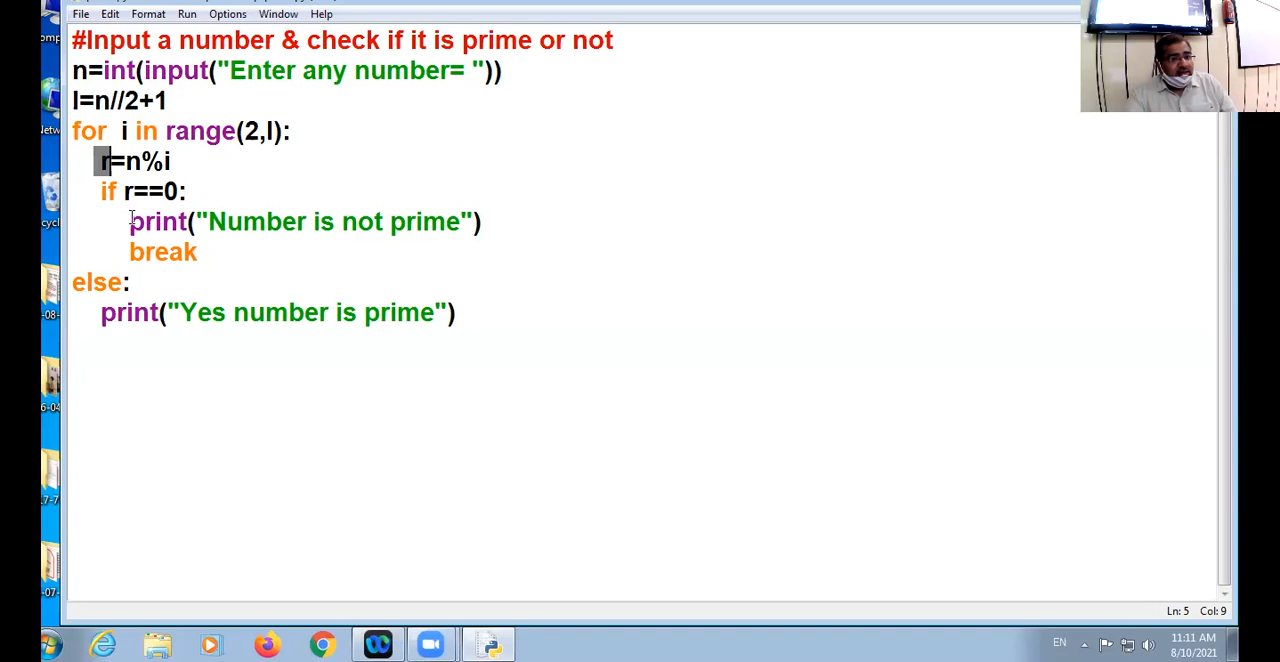 File Edit Format Run Options Window Help
#Input a number & check if it is prime or not
n=int(input("Enter any number= "))
l=n//2+1
for i in range(2,l):
r=n%i
if r==0:
print("Number is not prime")
break
else:
print("Yes number is prime")
Ln: 5 Col: 9
EN
11:11 AM
8/10/2021